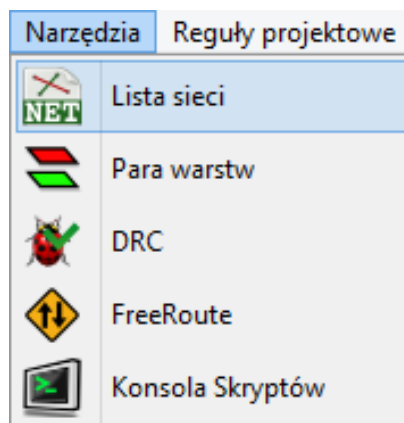 Narzędzia Reguły projektowe
NET Lista sieci
Para warstw
DRC
FreeRoute
Konsola Skryptów